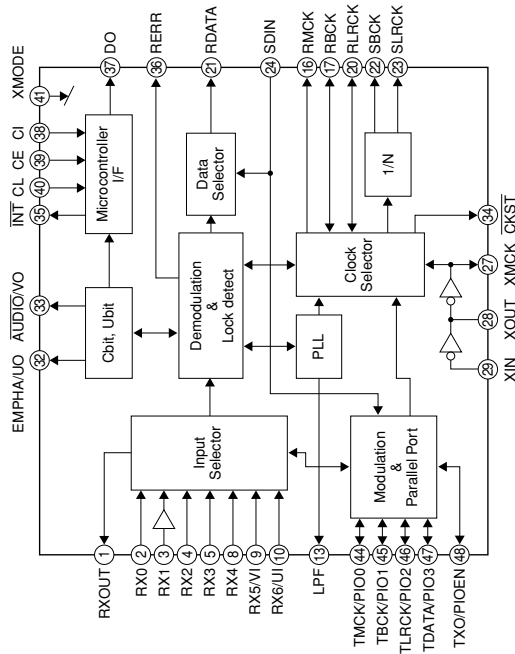 EMPHA/UO 32
AUDIO/VO 33
INT 35
CL 40
CE 39
CI 38
XMODE 41
RXOUT 1
RX0 2
RX1 3
RX2 4
RX3 5
RX4 8
RX5/VI 9
RX6/UI 10
LPF 13
TMCK/PIO0 44
TBCK/PIO1 45
TLRCK/PIO2 46
TDATA/PIO3 47
TXO/PIOEN 48
Cbit, Ubit
Microcontroller
I/F
Input
Selector
Demodulation
&
Lock detect
Data
Selector
PLL
Clock
Selector
1/N
Modulation
&
Parallel Port
37 DO
36 RERR
21 RDATA
24 SDIN
16 RMCK
17 RBCK
20 RLRCK
22 SBCK
23 SLRCK
29 XIN
28 XOUT
27 XMCK
34 CKST